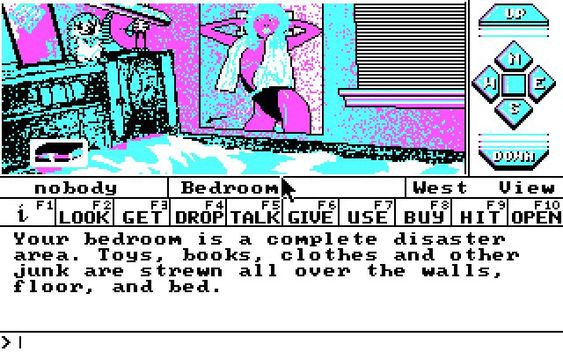 UP
N
W E
S
DOWN
nobody Bedroom West View
i F1 LOOK F2 GET F3 DROP F4 TALK F5 GIVE F6 USE F7 BUY F8 HIT F9 OPEN F10
Your bedroom is a complete disaster
area. Toys, books, clothes and other
junk are strewn all over the walls,
floor, and bed.
>